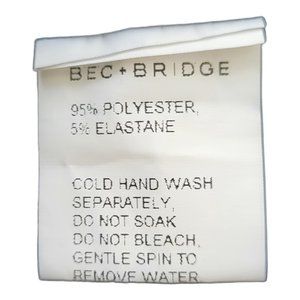 BEC + BRIDGE
95% POLYESTER,
5% ELASTANE
COLD HAND WASH
SEPARATELY,
DO NOT SOAK
DO NOT BLEACH,
GENTLE SPIN TO
REMOVE WATER